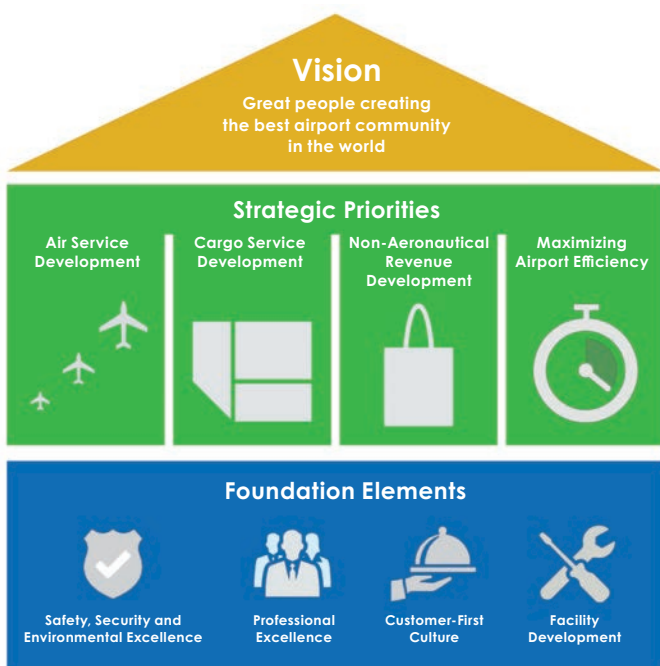 Vision
Great people creating
the best airport community
in the world
Strategic Priorities
Air Service
Development
Cargo Service
Development
Non-Aeronautical
Revenue
Development
Maximizing
Airport Efficiency
Foundation Elements
Safety, Security and
Environmental Excellence
Professional
Excellence
Customer-First
Culture
Facility
Development